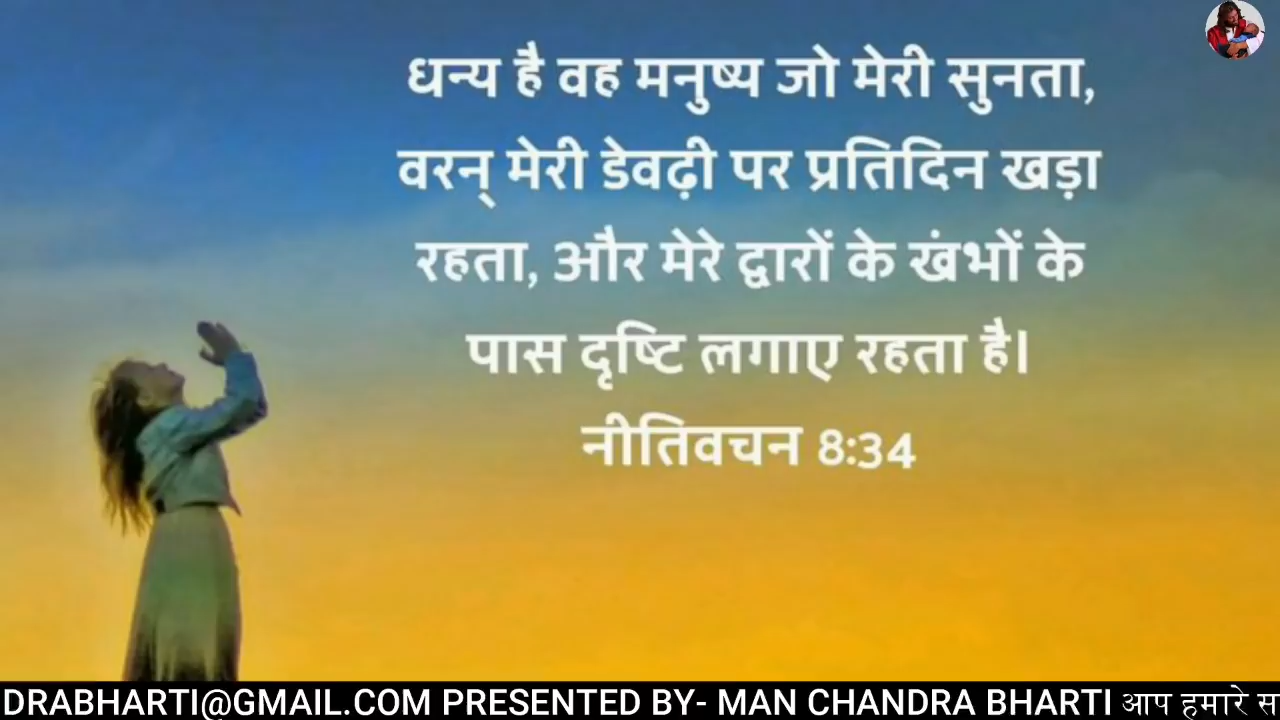 धन्य है वह मनुष्य जो मेरी सुनता,
वरन् मेरी डेवढ़ी पर प्रतिदिन खड़ा
रहता, और मेरे द्वारों के खंभों के
पास दृष्टि लगाए रहता है।
नीतिवचन 8:34
DRABHARTI@GMAIL.COM PRESENTED BY- MAN CHANDRA BHARTI आप हमारे स